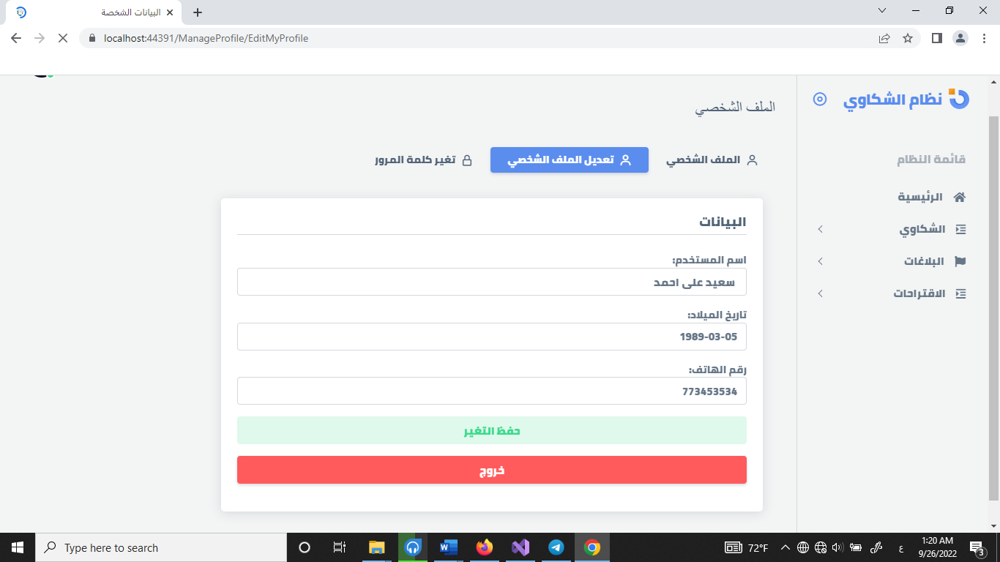 البيانات الشخصة
localhost:44391/ManageProfile/EditMyProfile
نظام الشكاوي
قائمة النظام
الرئيسية
الشكاوي
البلاغات
الاقتراحات
الملف الشخصي
الملف الشخصي
تعديل الملف الشخصي
تغير كلمة المرور
البيانات
اسم المستخدم:
سعيد على احمد
تاريخ الميلاد:
1989-03-05
رقم الهاتف:
773453534
حفظ التغير
خروج
Type here to search
72°F
ع
1:20 AM
9/26/2022
3